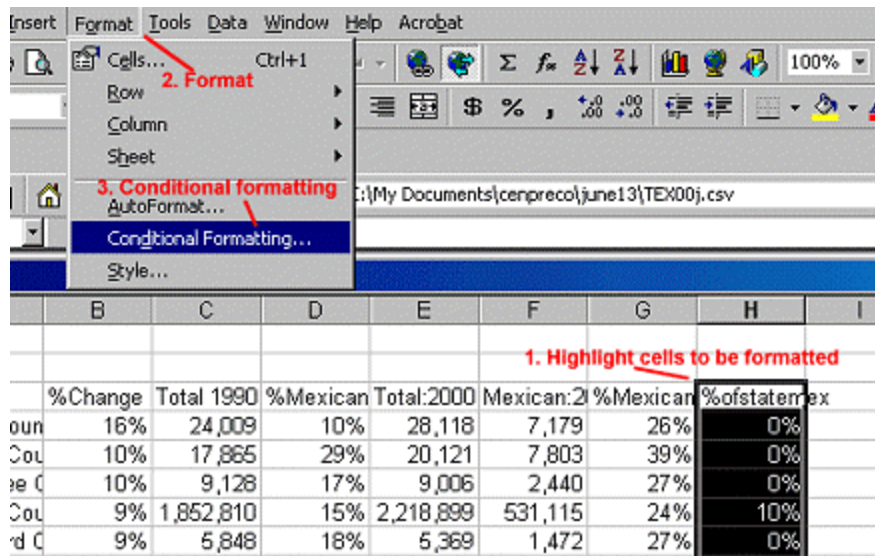 Insert Format Tools Data Window Help Acrobat
Cells... Ctrl+1 Σ 100%
2. Format
Row
Column $ % ,
Sheet
3. Conditional formatting
AutoFormat... :\My Documents\cenpreco\june13\TEX00j.csv
Conditional Formatting...
Style...
B C D E F G H I
1. Highlight cells to be formatted
%Change Total 1990 %Mexican Total:2000 Mexican:2 %Mexican %ofstatemex
oun 16% 24,009 10% 28,118 7,179 26% 0%
Cou 10% 17,865 29% 20,121 7,803 39% 0%
ee C 10% 9,128 17% 9,006 2,440 27% 0%
Cou 9% 1,852,810 15% 2,218,899 531,115 24% 10%
rd C 9% 5,848 18% 5,369 1,472 27% 0%